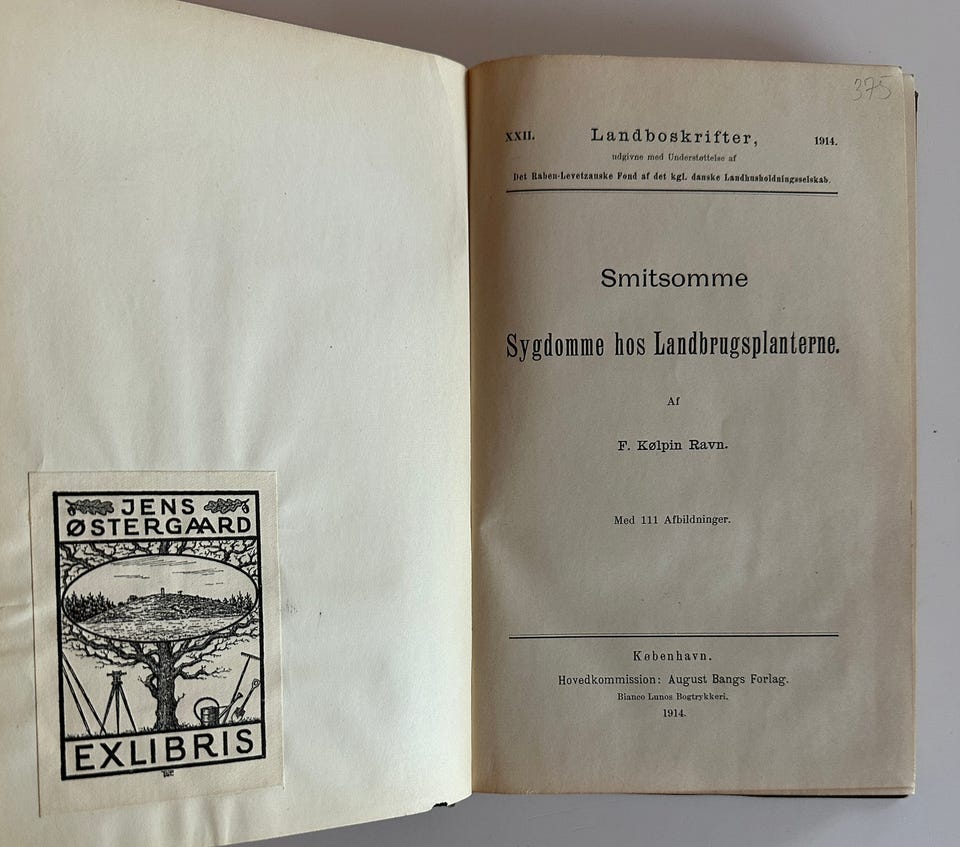 JENS
ØSTERGAARD
EXLIBRIS
375
XXII. Landboskrifter, 1914.
udgivne med Understøttelse af
Det Raben-Levetzauske Fond af det kgl. danske Landhusholdningsselskab.
Smitsomme
Sygdomme hos Landbrugsplanterne.
Af
F. Kølpin Ravn.
Med 111 Afbildninger.
København.
Hovedkommission: August Bangs Forlag.
Bianco Lunos Bogtrykkeri.
1914.